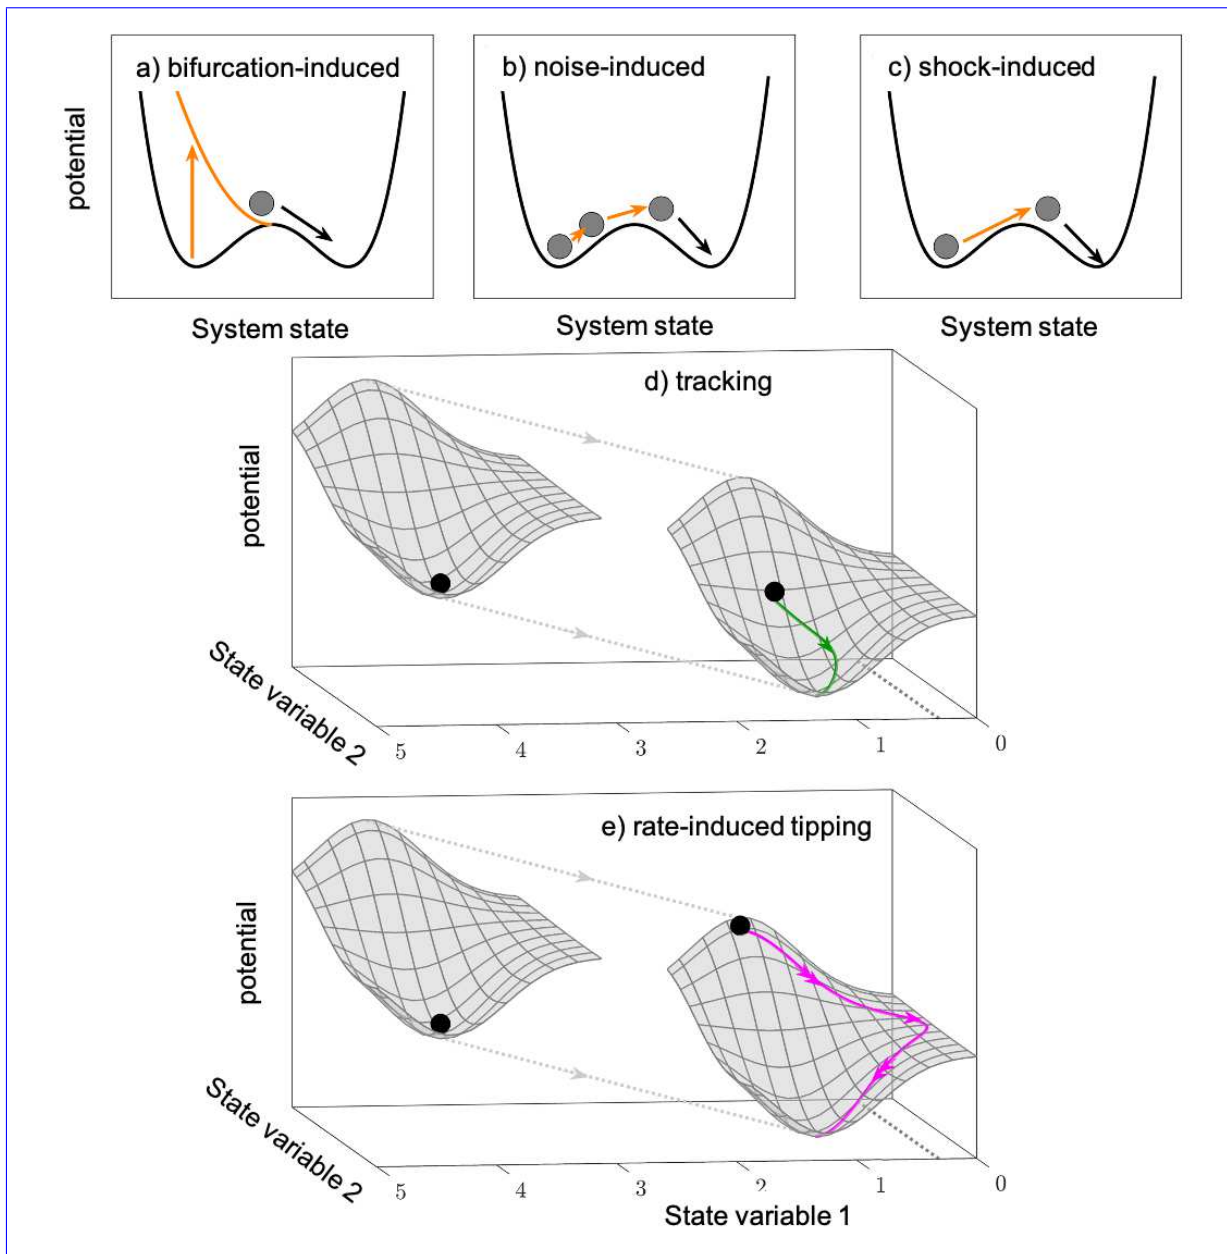 a) bifurcation-induced
b) noise-induced
c) shock-induced
potential
System state
System state
System state
d) tracking
potential
State variable 2
5
4
3
2
1
0
e) rate-induced tipping
potential
State variable 2
5
4
3
2
1
0
State variable 1